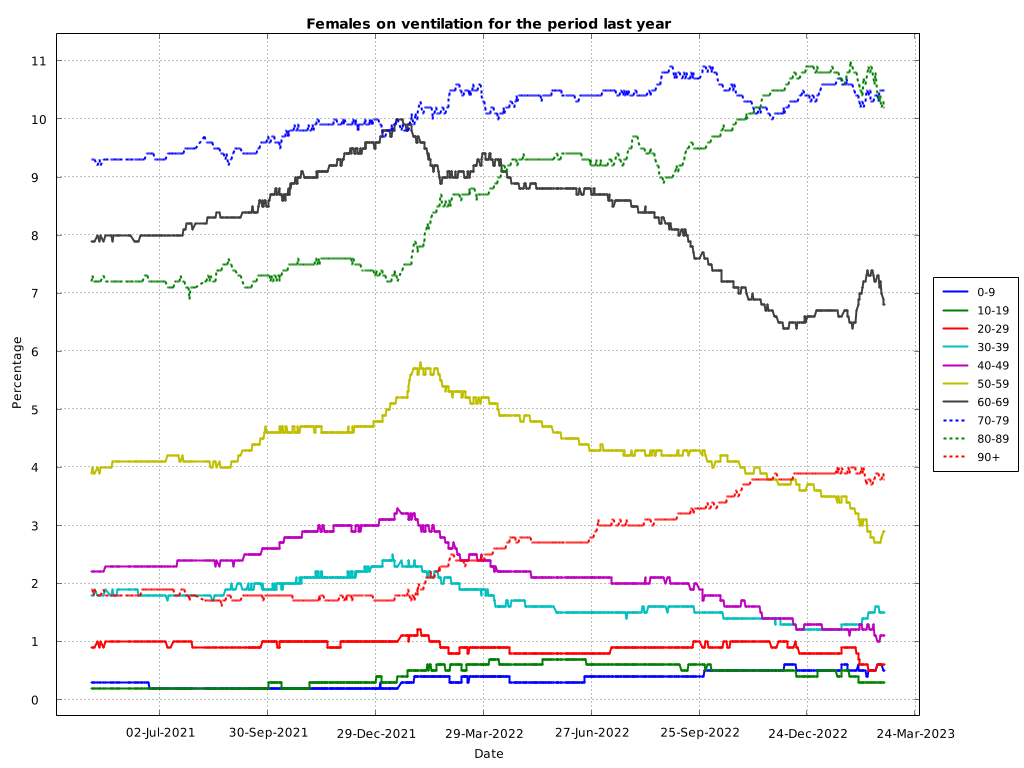 Females on ventilation for the period last year
Percentage
11
10
9
8
7
6
5
4
3
2
1
0
02-Jul-2021
30-Sep-2021
29-Dec-2021
29-Mar-2022
27-Jun-2022
25-Sep-2022
24-Dec-2022
24-Mar-2023
Date
0-9
10-19
20-29
30-39
40-49
50-59
60-69
70-79
80-89
90+